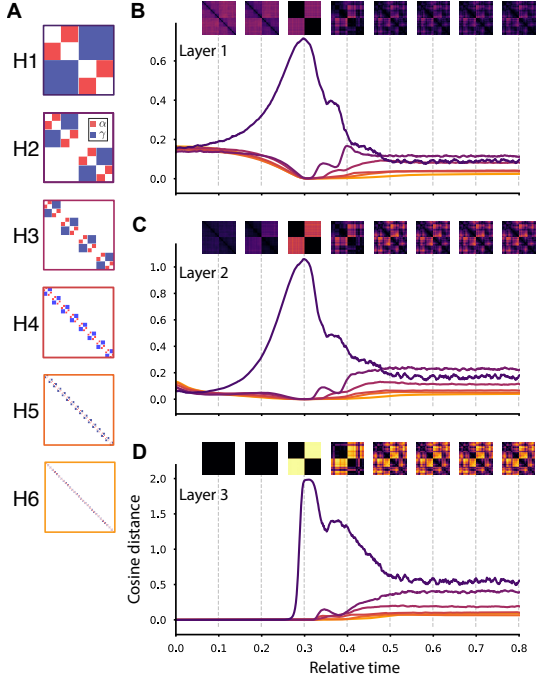 A
H1
H2
α
γ
H3
H4
H5
H6
B
Layer 1
0.6
0.4
0.2
0.0
C
Layer 2
1.0
0.8
0.6
0.4
0.2
0.0
D
Layer 3
Cosine distance
2.0
1.5
1.0
0.5
0.0
0.0 0.1 0.2 0.3 0.4 0.5 0.6 0.7 0.8
Relative time